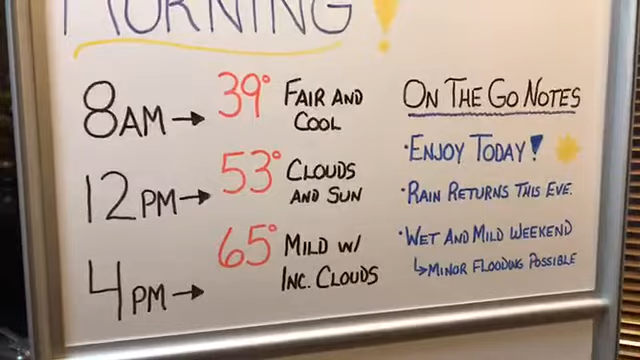 MORNING!
8AM → 39° FAIR AND
COOL
12PM → 53° CLOUDS
AND SUN
4PM → 65° MILD W/
INC. CLOUDS
ON THE GO NOTES
• ENJOY TODAY!
• RAIN RETURNS THIS EVE.
• WET AND MILD WEEKEND
↳ MINOR FLOODING POSSIBLE